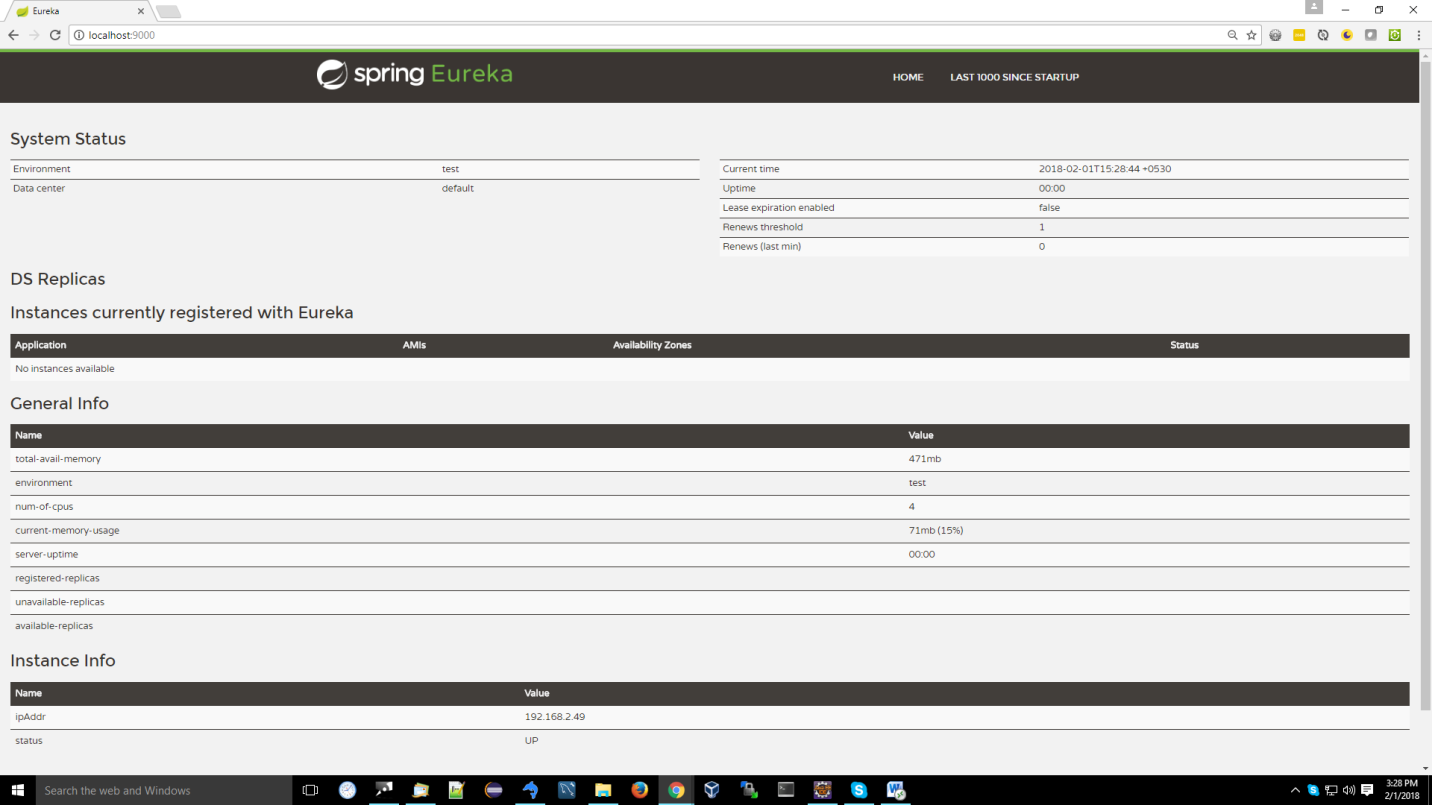 Eureka
localhost:9000
spring Eureka
HOME LAST 1000 SINCE STARTUP
System Status
Environment test
Data center default
Current time 2018-02-01T15:28:44 +0530
Uptime 00:00
Lease expiration enabled false
Renews threshold 1
Renews (last min) 0
DS Replicas
Instances currently registered with Eureka
Application AMIs Availability Zones Status
No instances available
General Info
Name Value
total-avail-memory 471mb
environment test
num-of-cpus 4
current-memory-usage 71mb (15%)
server-uptime 00:00
registered-replicas
unavailable-replicas
available-replicas
Instance Info
Name Value
ipAddr 192.168.2.49
status UP
Search the web and Windows
3:28 PM
2/1/2018